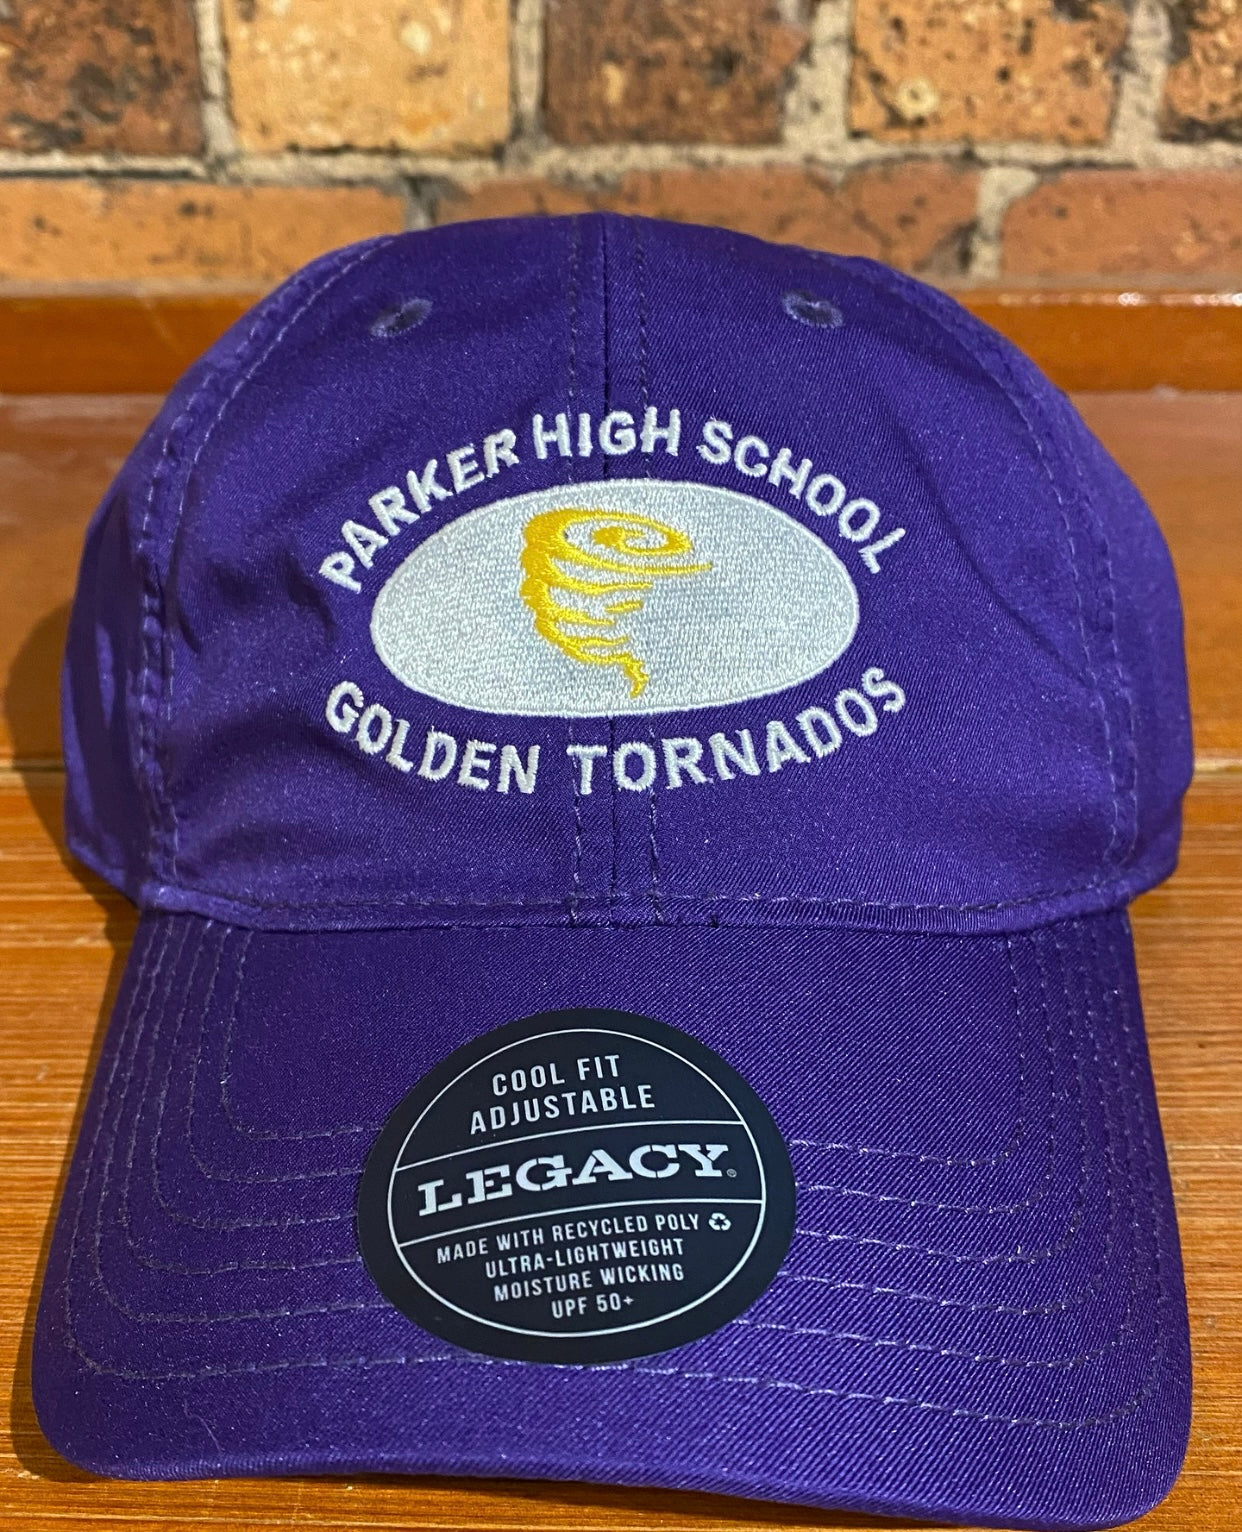 PARKER HIGH SCHOOL
GOLDEN TORNADOS
COOL FIT
ADJUSTABLE
LEGACY®
MADE WITH RECYCLED POLY ♻
ULTRA-LIGHTWEIGHT
MOISTURE WICKING
UPF 50+